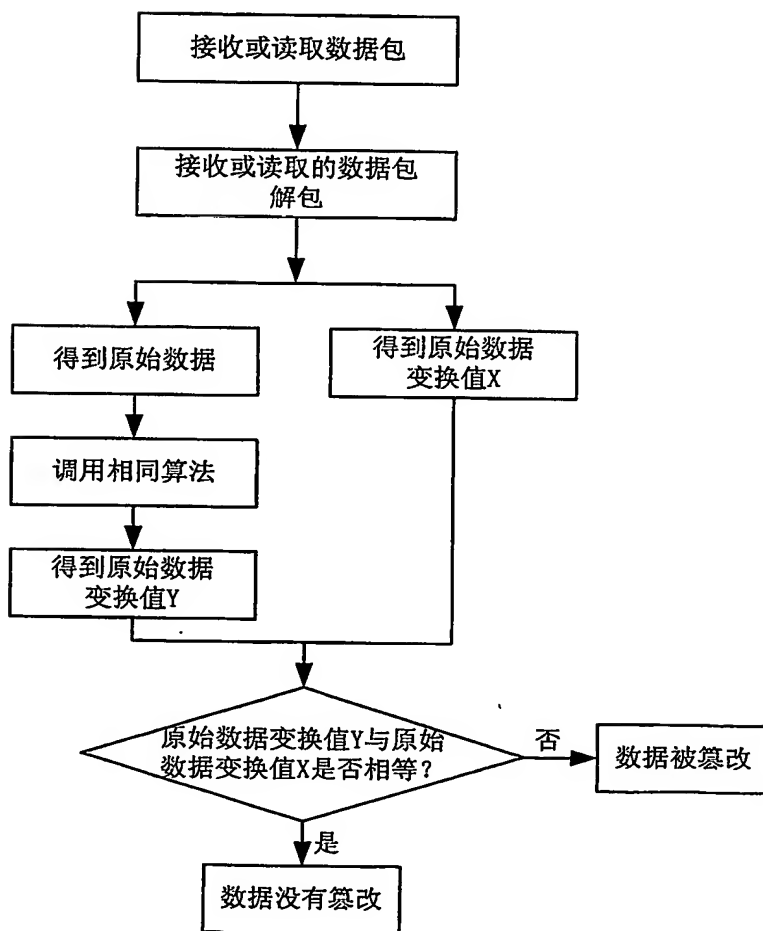 接收或读取数据包
接收或读取的数据包
解包
得到原始数据
得到原始数据
变换值X
调用相同算法
得到原始数据
变换值Y
原始数据变换值Y与原始
数据变换值X是否相等？
否
数据被篡改
是
数据没有篡改